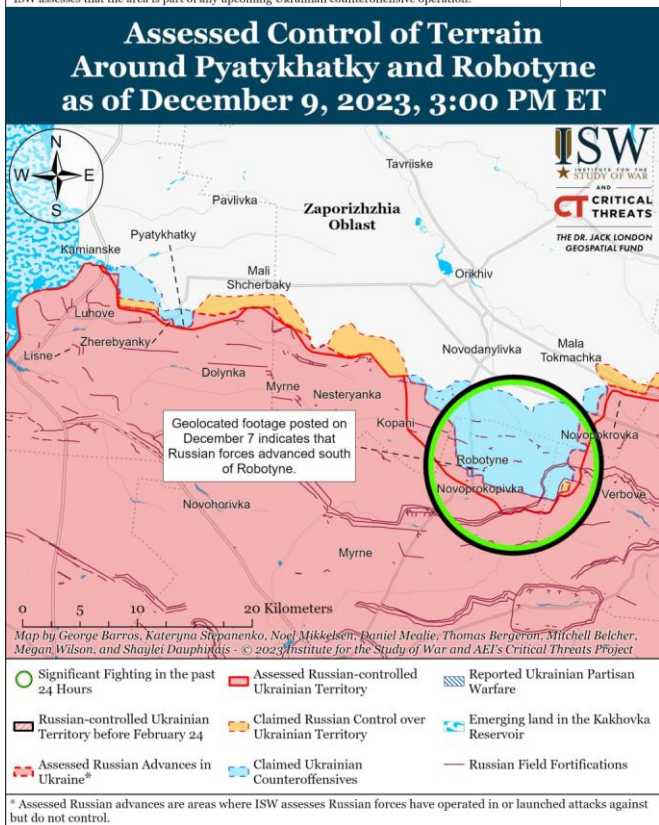 ISW assesses that the area is part of any upcoming Ukrainian counteroffensive operation.
Assessed Control of Terrain
Around Pyatykhatky and Robotyne
as of December 9, 2023, 3:00 PM ET
N
W E
S
ISW
INSTITUTE FOR THE
STUDY OF WAR
AND
CT CRITICAL
THREATS
THE DR. JACK LONDON
GEOSPATIAL FUND
Tavriiske
Pavlivka
Zaporizhzhia
Oblast
Pyatykhatky
Kamianske
Mali
Shcherbaky
Orikhiv
Luhove
Zherebyanky
Lisne
Novodanylivka
Mala
Tokmachka
Dolynka
Myrne
Nesteryanka
Kopani
Novopokrovka
Geolocated footage posted on
December 7 indicates that
Russian forces advanced south
of Robotyne.
Robotyne
Novoprokopivka
Verbove
Novohorivka
Myrne
0 5 10 20 Kilometers
Map by George Barros, Kateryna Stepanenko, Noel Mikkelsen, Daniel Mealie, Thomas Bergeron, Mitchell Belcher,
Megan Wilson, and Shaylei Dauphinais - © 2023 Institute for the Study of War and AEI's Critical Threats Project
Significant Fighting in the past
24 Hours
Assessed Russian-controlled
Ukrainian Territory
Reported Ukrainian Partisan
Warfare
Russian-controlled Ukrainian
Territory before February 24
Claimed Russian Control over
Ukrainian Territory
Emerging land in the Kakhovka
Reservoir
Assessed Russian Advances in
Ukraine*
Claimed Ukrainian
Counteroffensives
Russian Field Fortifications
* Assessed Russian advances are areas where ISW assesses Russian forces have operated in or launched attacks against
but do not control.